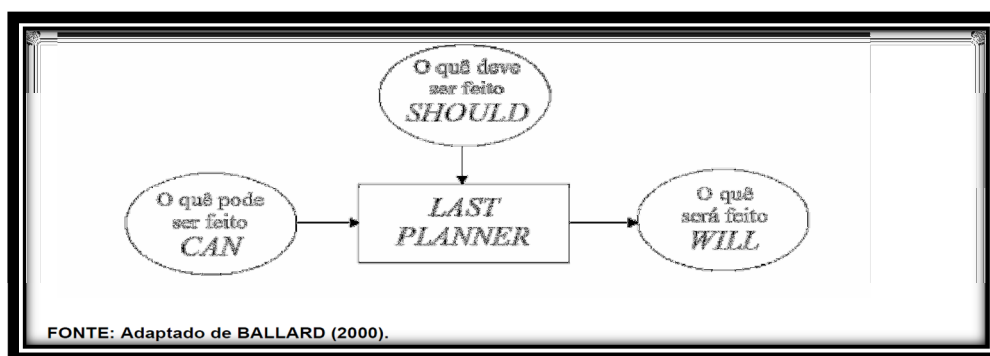 O quê deve
ser feito
SHOULD
O quê pode
ser feito
CAN
LAST
PLANNER
O quê
será feito
WILL
FONTE: Adaptado de BALLARD (2000).